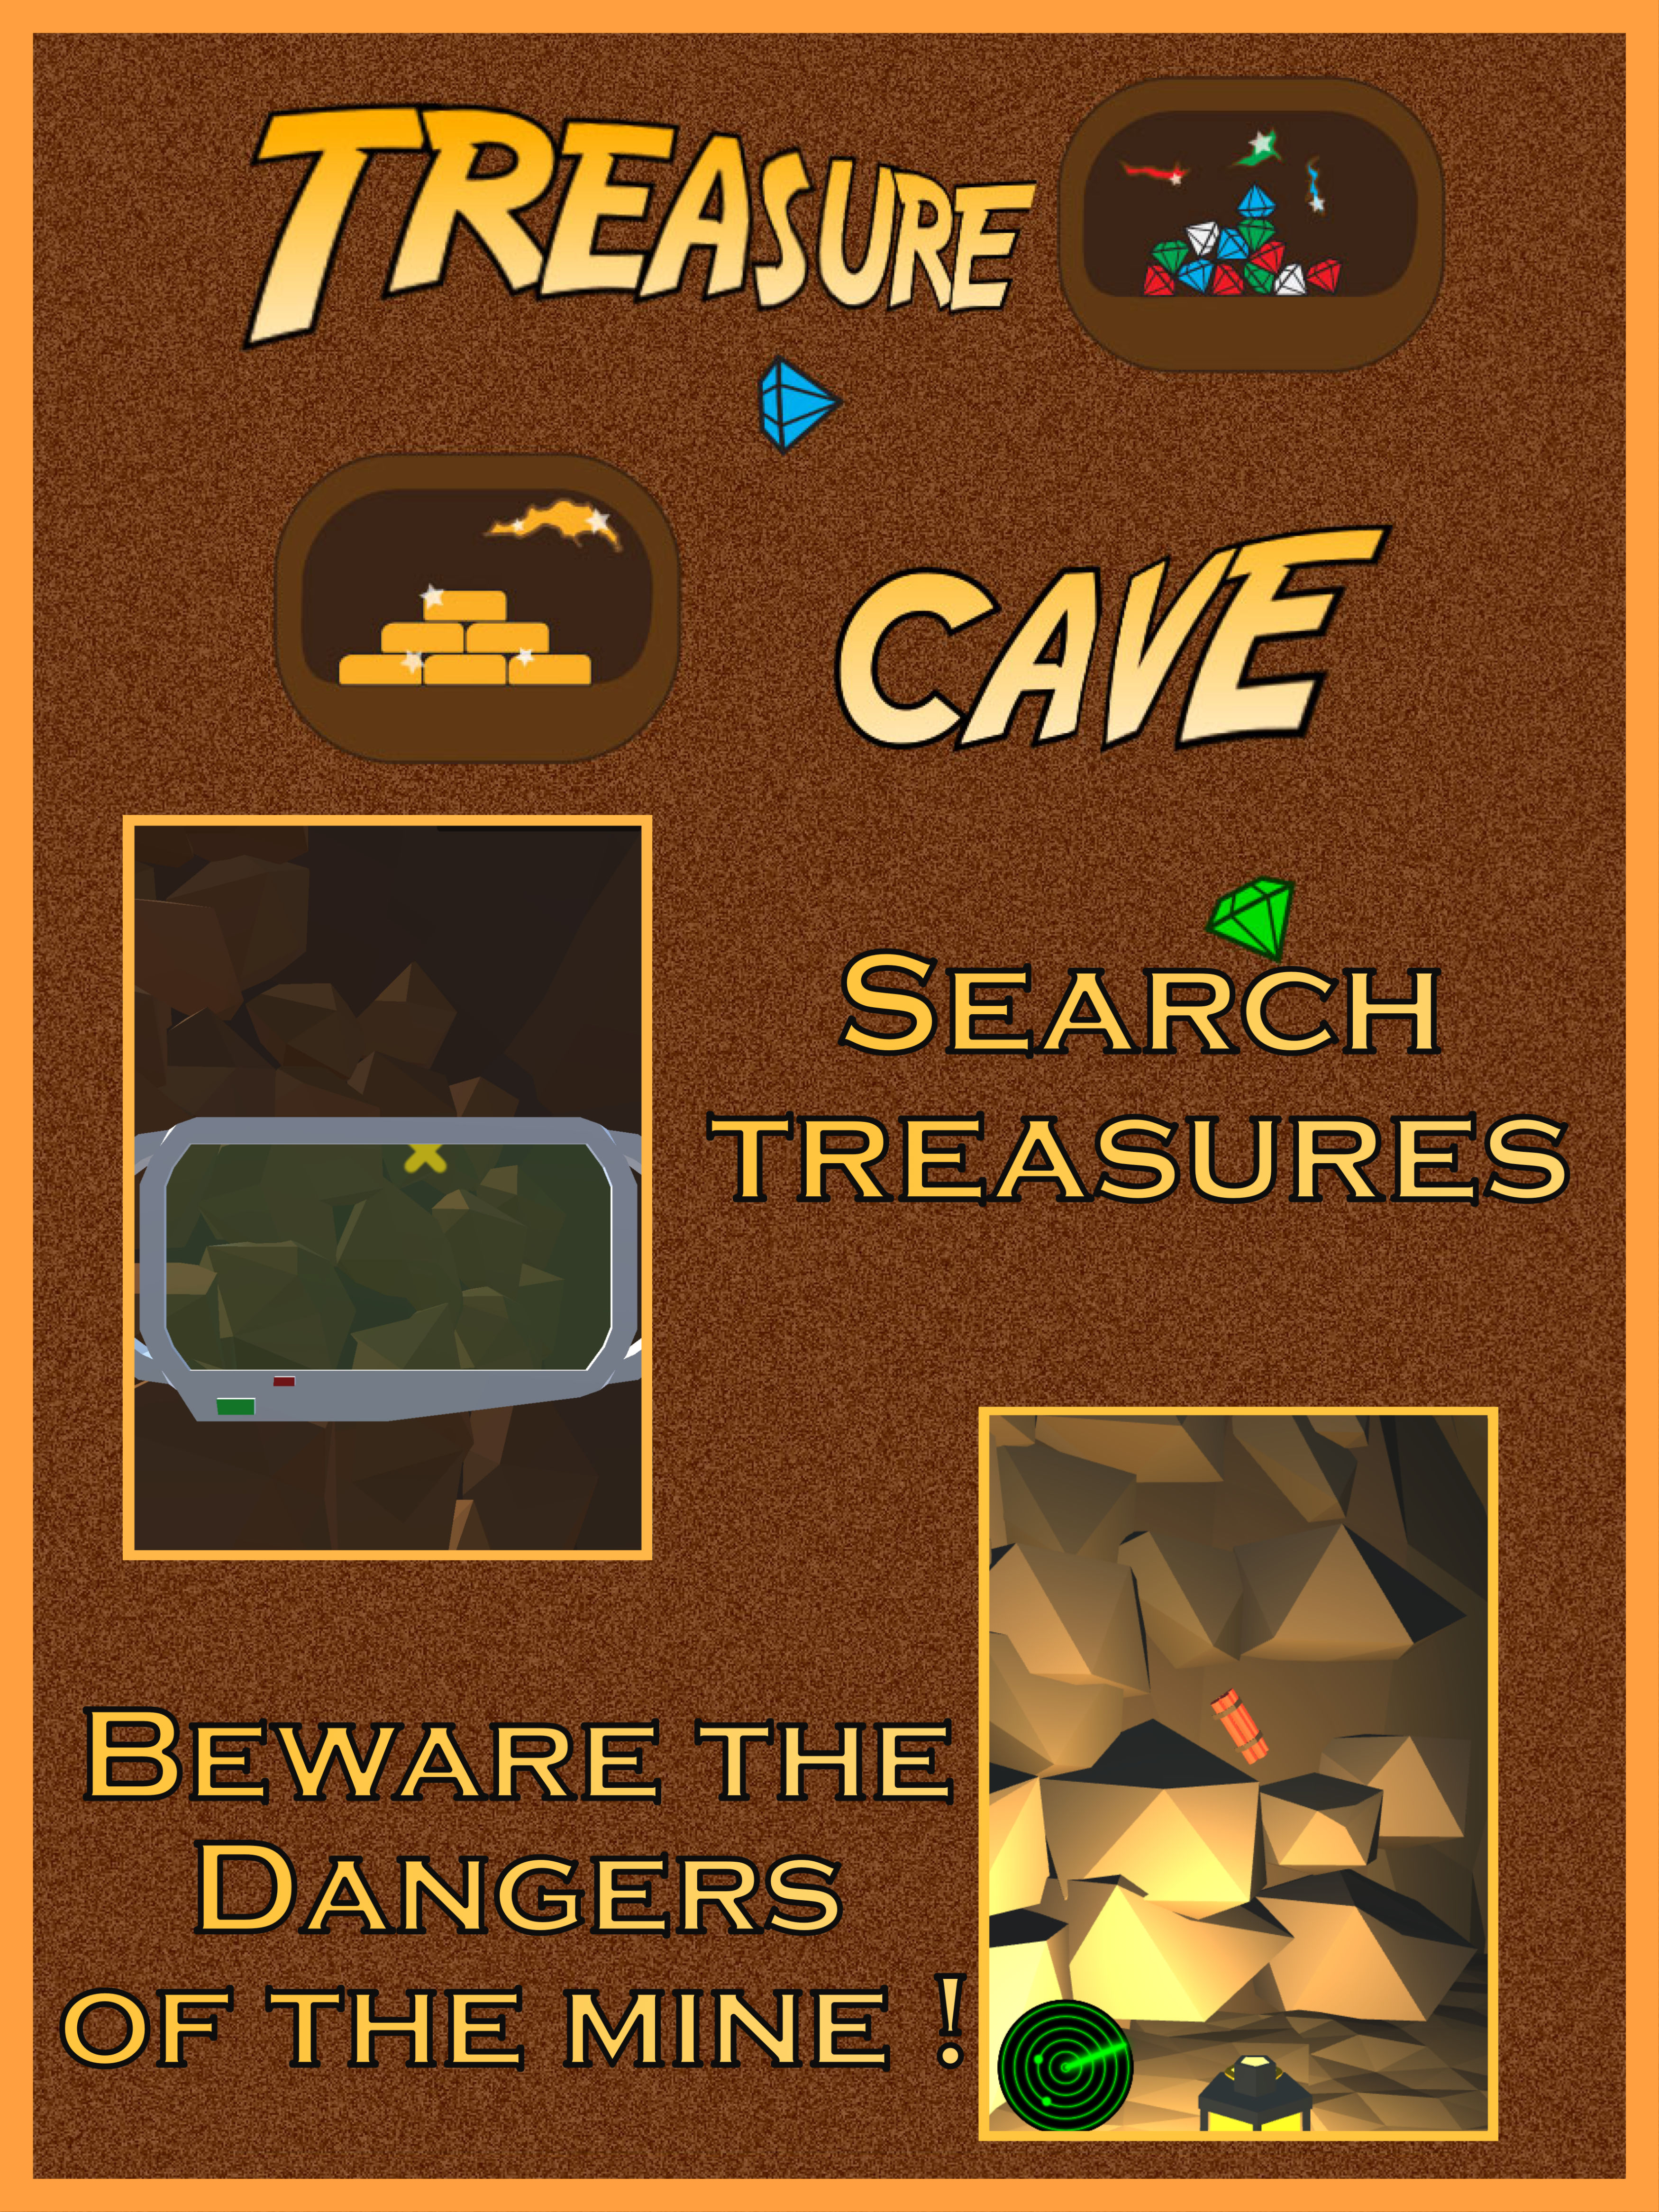 TREASURE
CAVE
SEARCH
TREASURES
BEWARE THE
DANGERS
OF THE MINE !